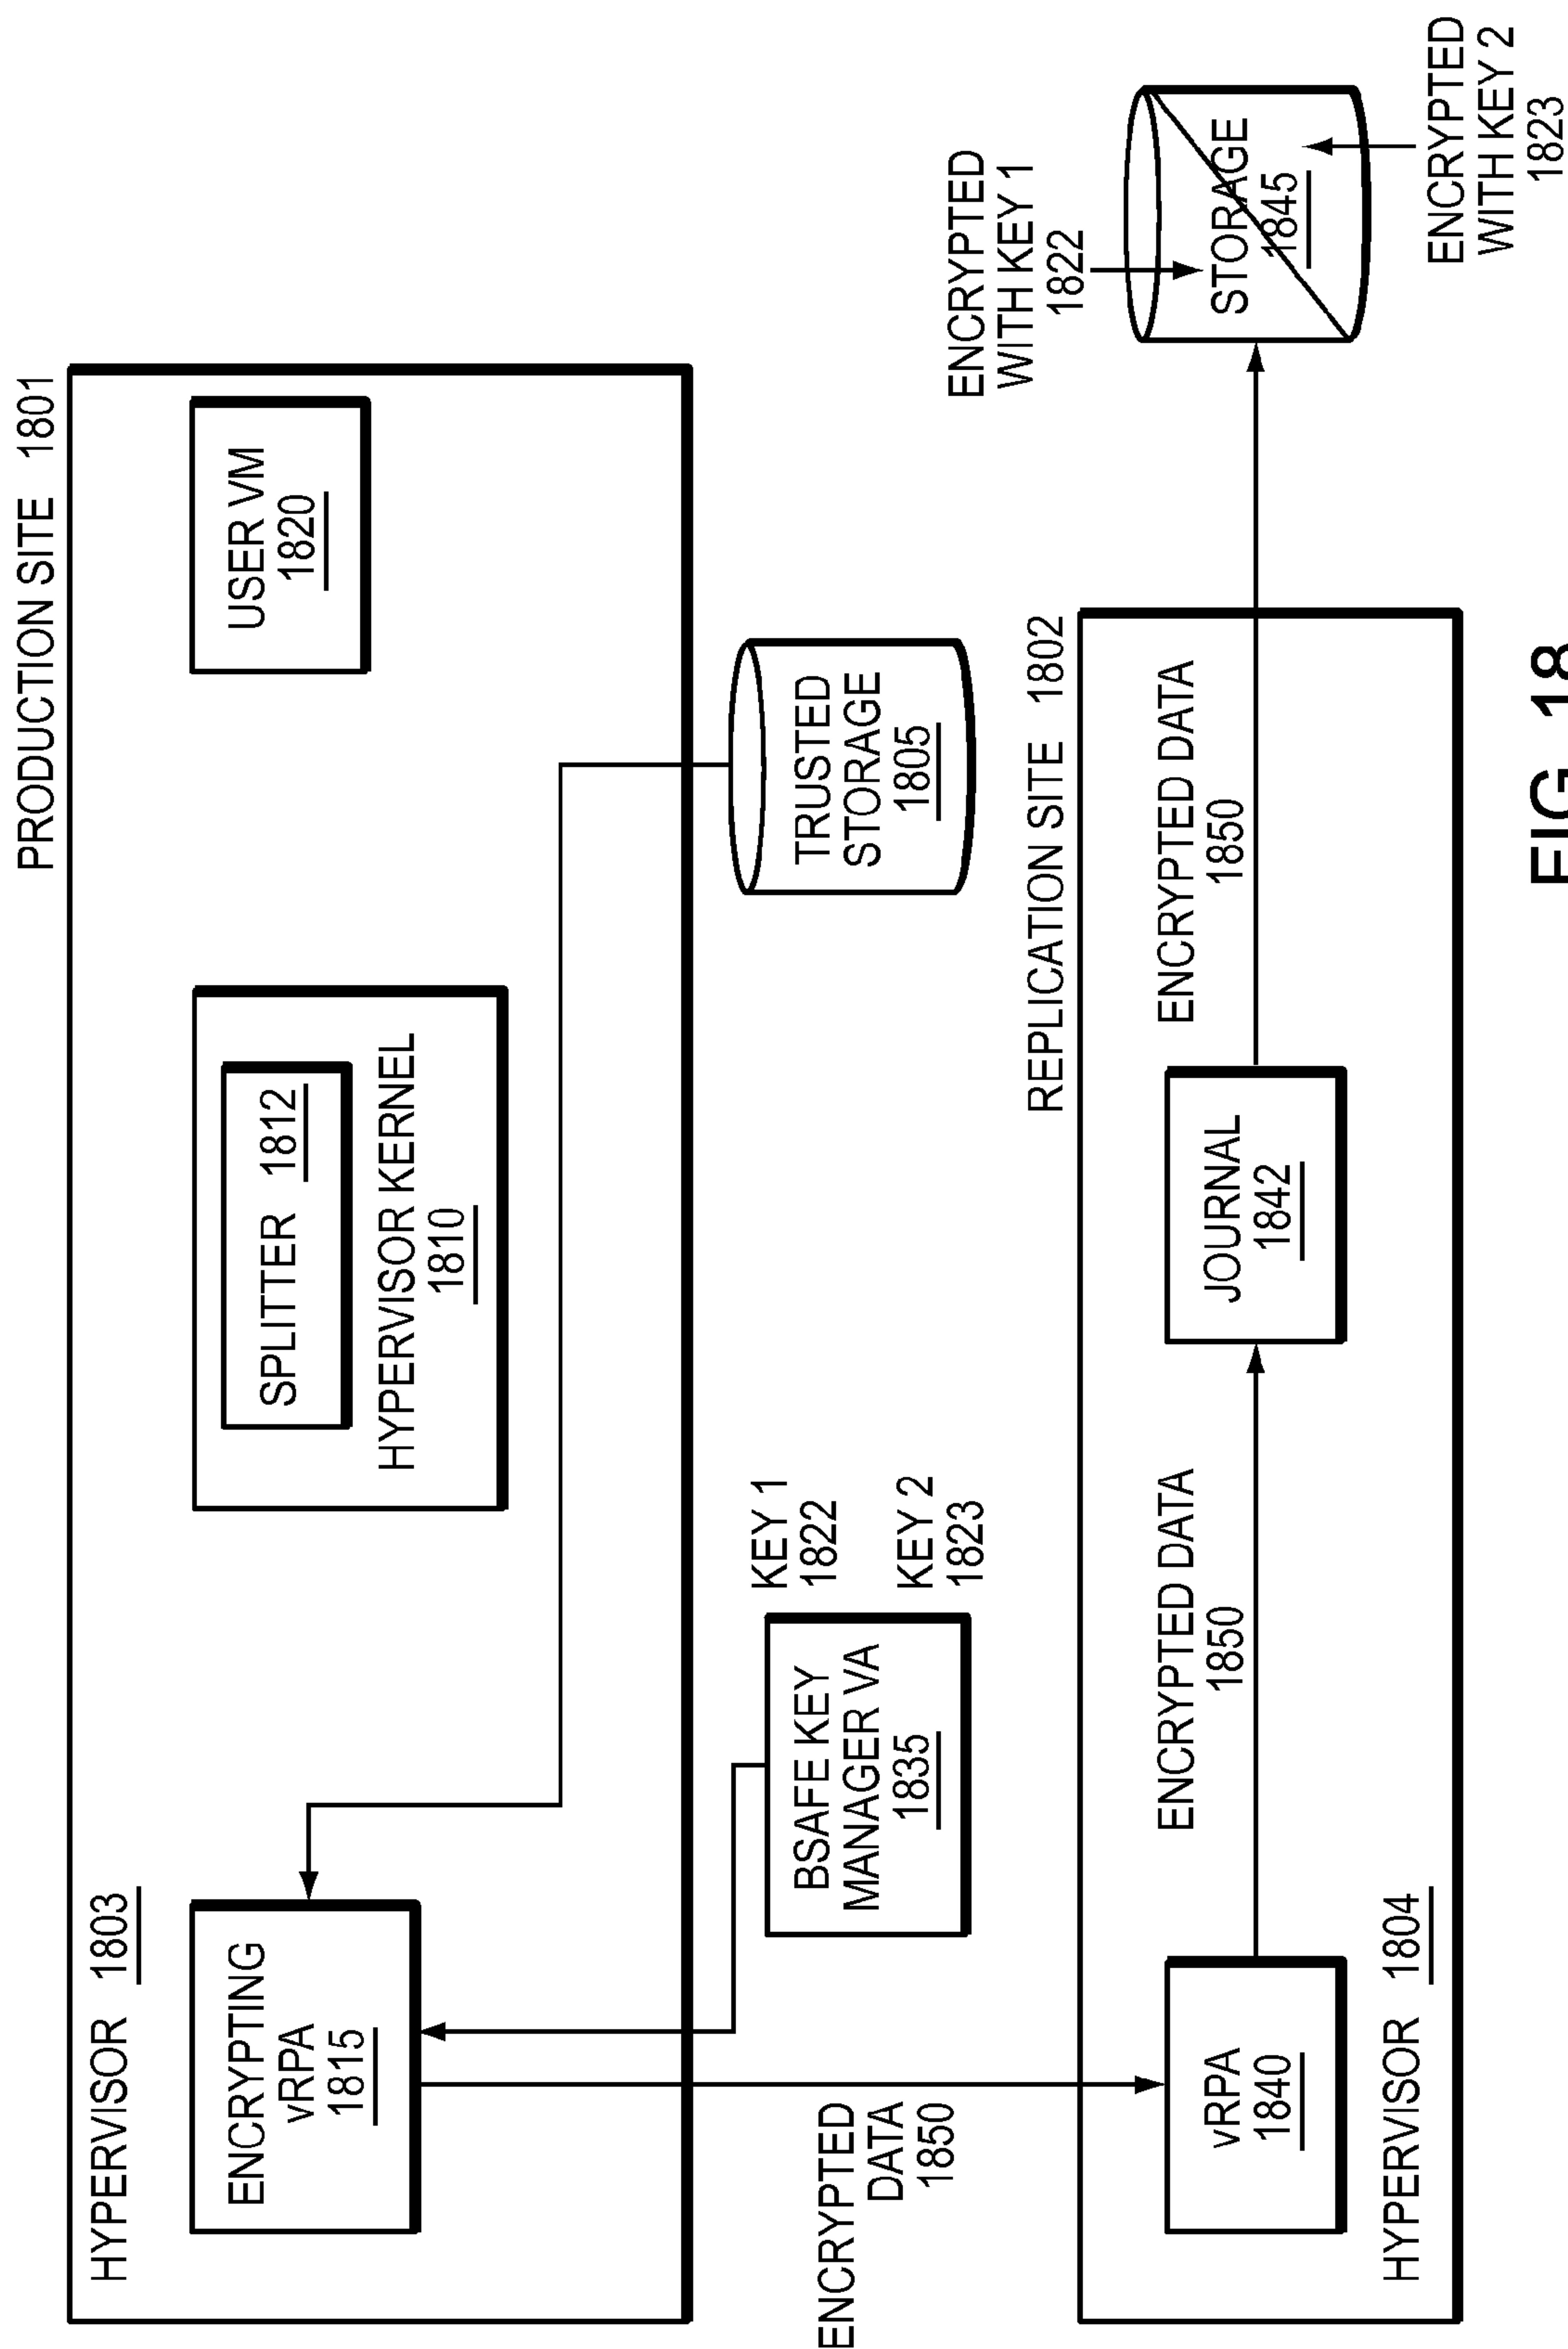 PRODUCTION SITE 1801
HYPERVISOR 1803
ENCRYPTING
vRPA
1815
SPLITTER 1812
HYPERVISOR KERNEL
1810
USER VM
1820
BSAFE KEY
MANAGER VA
1835
KEY 1
1822
KEY 2
1823
TRUSTED
STORAGE
1805
ENCRYPTED
DATA
1850
REPLICATION SITE 1802
vRPA
1840
ENCRYPTED DATA
1850
JOURNAL
1842
ENCRYPTED DATA
1850
HYPERVISOR 1804
ENCRYPTED
WITH KEY 1
1822
STORAGE
1845
ENCRYPTED
WITH KEY 2
1823
FIG. 18